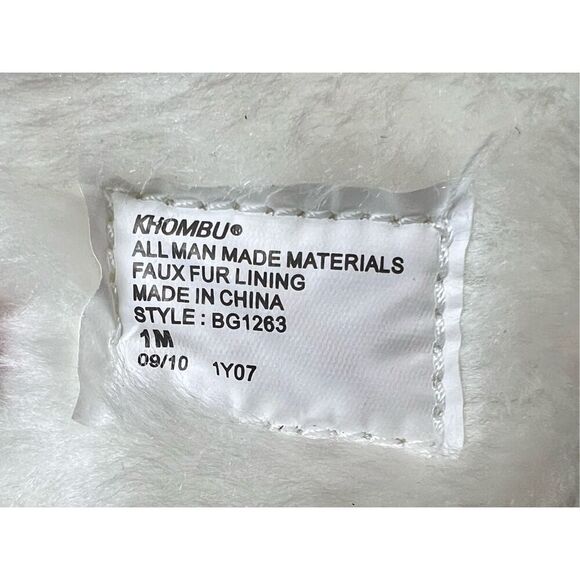 KHOMBU®
ALL MAN MADE MATERIALS
FAUX FUR LINING
MADE IN CHINA
STYLE : BG1263
1M
09/10 1Y07